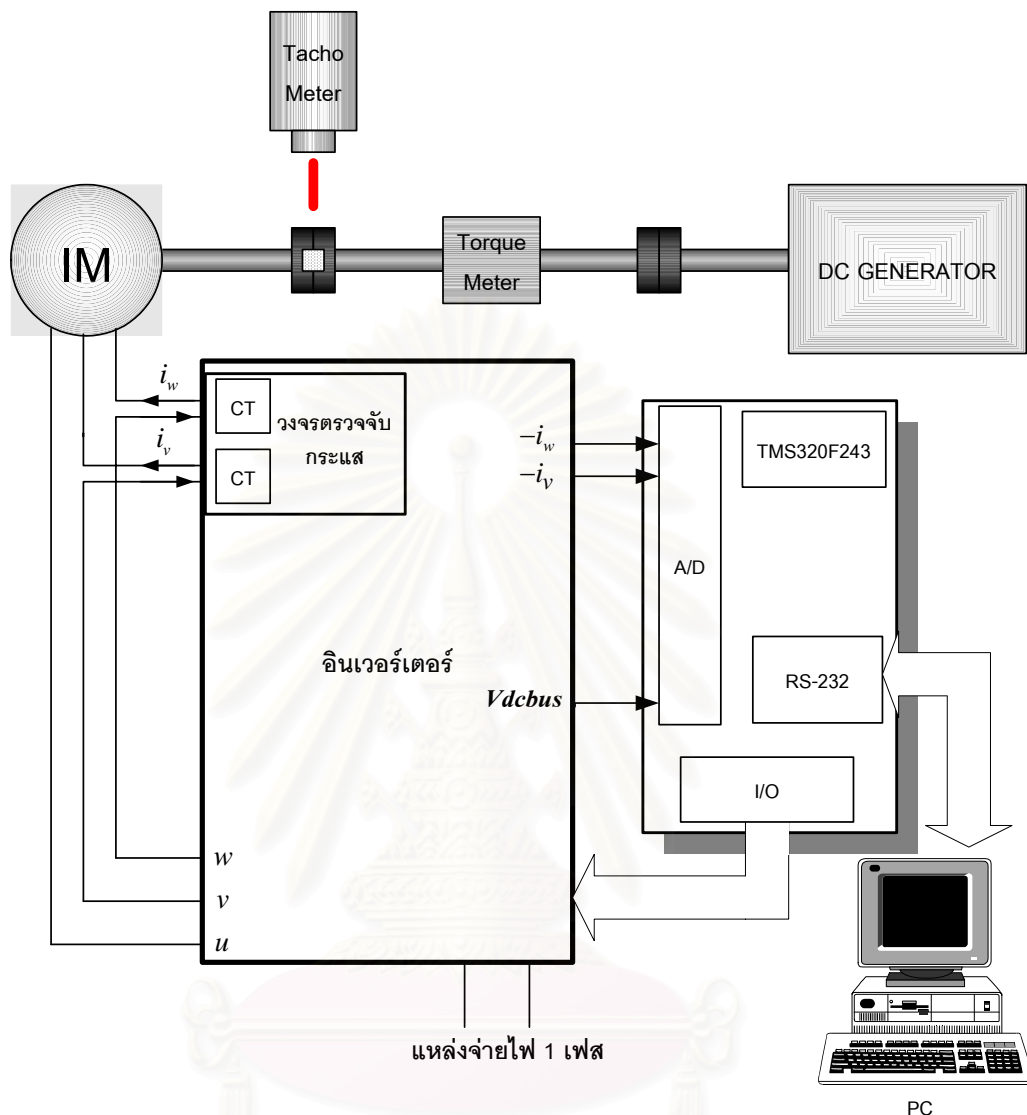 Tacho
Meter
IM
Torque
Meter
DC GENERATOR
i_w
CT
วงจรตรวจจับ
กระแส
i_v
CT
−i_w
−i_v
TMS320F243
A/D
อินเวอร์เตอร์
Vdcbus
RS-232
I/O
w
v
u
แหล่งจ่ายไฟ 1 เฟส
PC